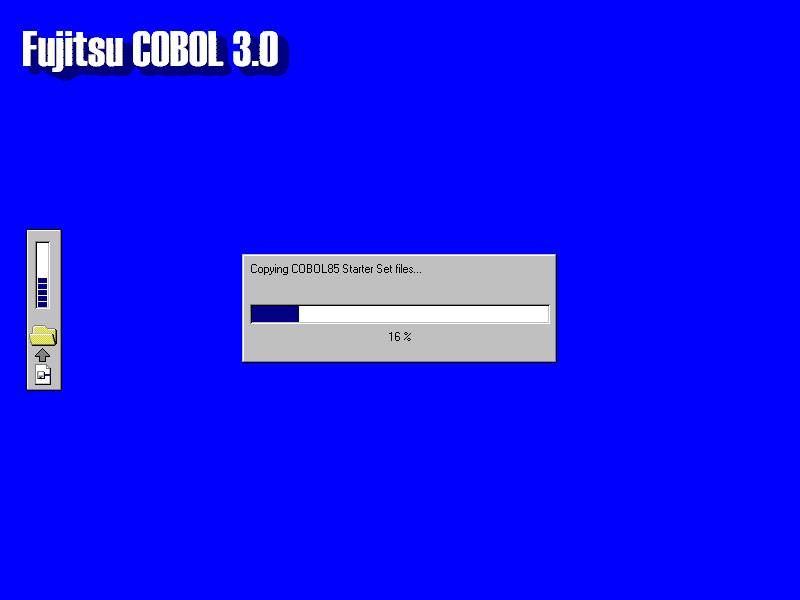 Fujitsu COBOL 3.0
Copying COBOL85 Starter Set files...
16 %